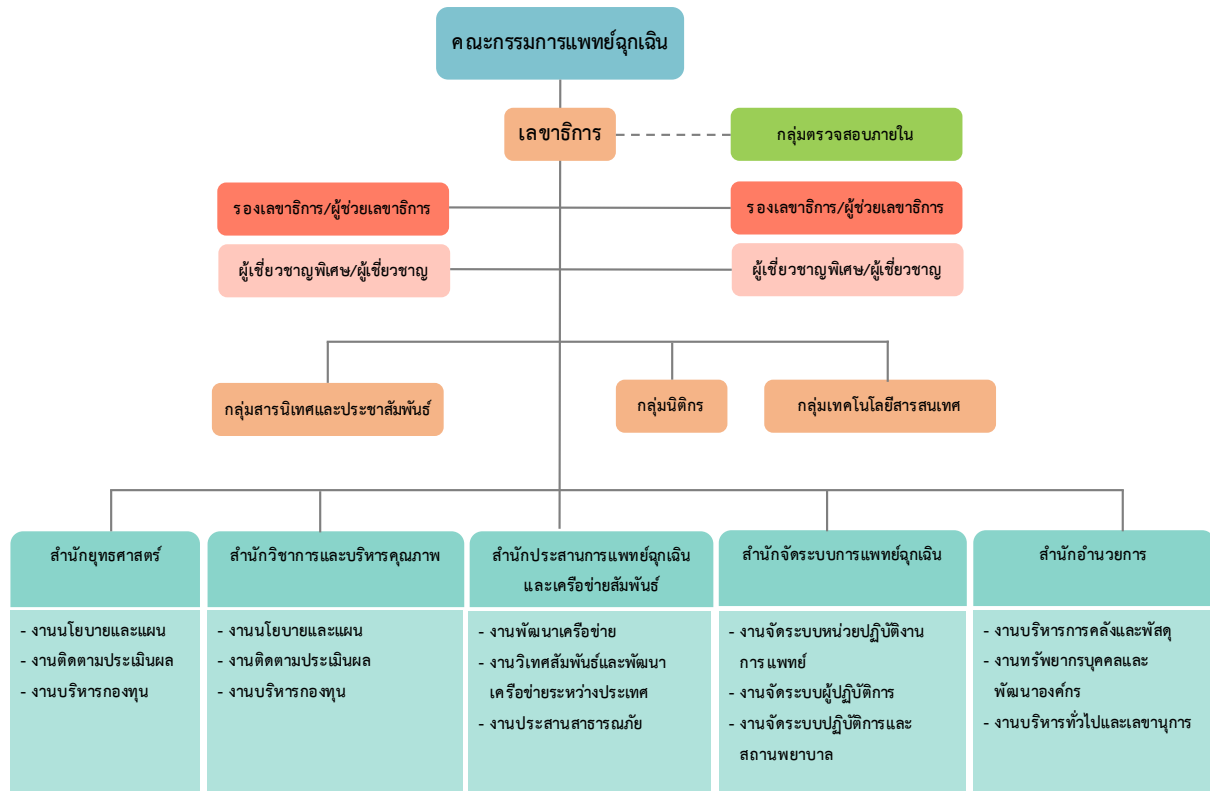 คณะกรรมการแพทย์ฉุกเฉิน
เลขาธิการ
กลุ่มตรวจสอบภายใน
รองเลขาธิการ/ผู้ช่วยเลขาธิการ
รองเลขาธิการ/ผู้ช่วยเลขาธิการ
ผู้เชี่ยวชาญพิเศษ/ผู้เชี่ยวชาญ
ผู้เชี่ยวชาญพิเศษ/ผู้เชี่ยวชาญ
กลุ่มสารนิเทศและประชาสัมพันธ์
กลุ่มนิติกร
กลุ่มเทคโนโลยีสารสนเทศ
สำนักยุทธศาสตร์
- งานนโยบายและแผน
- งานติดตามประเมินผล
- งานบริหารกองทุน
สำนักวิชาการและบริหารคุณภาพ
- งานนโยบายและแผน
- งานติดตามประเมินผล
- งานบริหารกองทุน
สำนักประสานการแพทย์ฉุกเฉิน
และเครือข่ายสัมพันธ์
- งานพัฒนาเครือข่าย
- งานวิเทศสัมพันธ์และพัฒนา
เครือข่ายระหว่างประเทศ
- งานประสานสาธารณภัย
สำนักจัดระบบการแพทย์ฉุกเฉิน
- งานจัดระบบหน่วยปฏิบัติงาน
การแพทย์
- งานจัดระบบผู้ปฏิบัติการ
- งานจัดระบบปฏิบัติการและ
สถานพยาบาล
สำนักอำนวยการ
- งานบริหารการคลังและพัสดุ
- งานทรัพยากรบุคคลและ
พัฒนาองค์กร
- งานบริหารทั่วไปและเลขานุการ